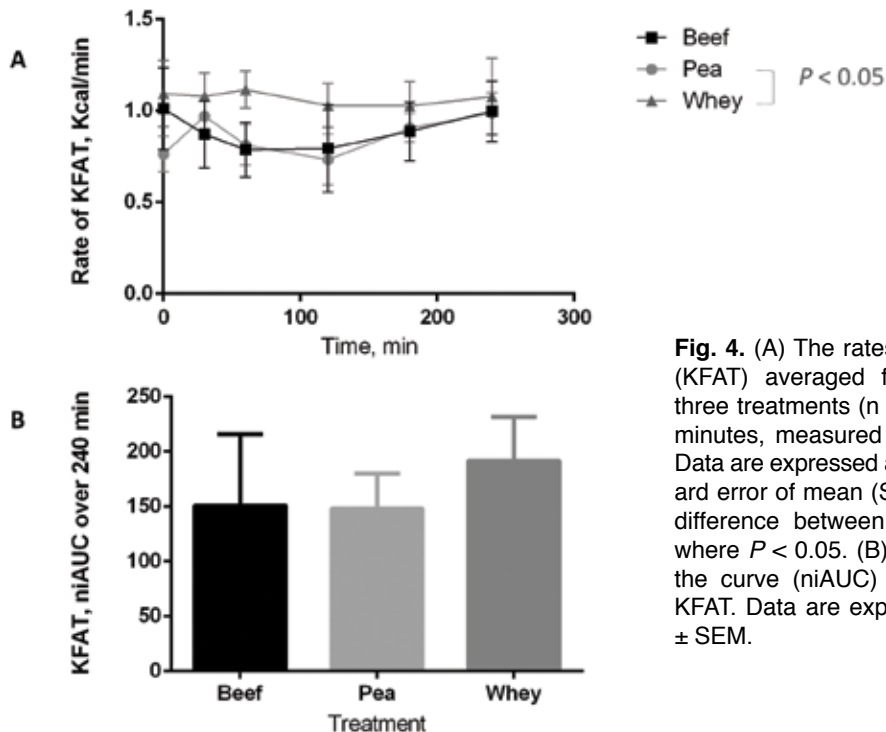 A
Rate of KFAT, Kcal/min
1.5
1.0
0.5
0.0
0
100
200
300
Time, min
Beef
Pea
Whey
P < 0.05
B
KFAT, niAUC over 240 min
250
200
150
100
50
0
Beef
Pea
Whey
Treatment
Fig. 4. (A) The rates
(KFAT) averaged f
three treatments (n
minutes, measured
Data are expressed a
ard error of mean (S
difference between
where P < 0.05. (B)
the curve (niAUC)
KFAT. Data are exp
± SEM.